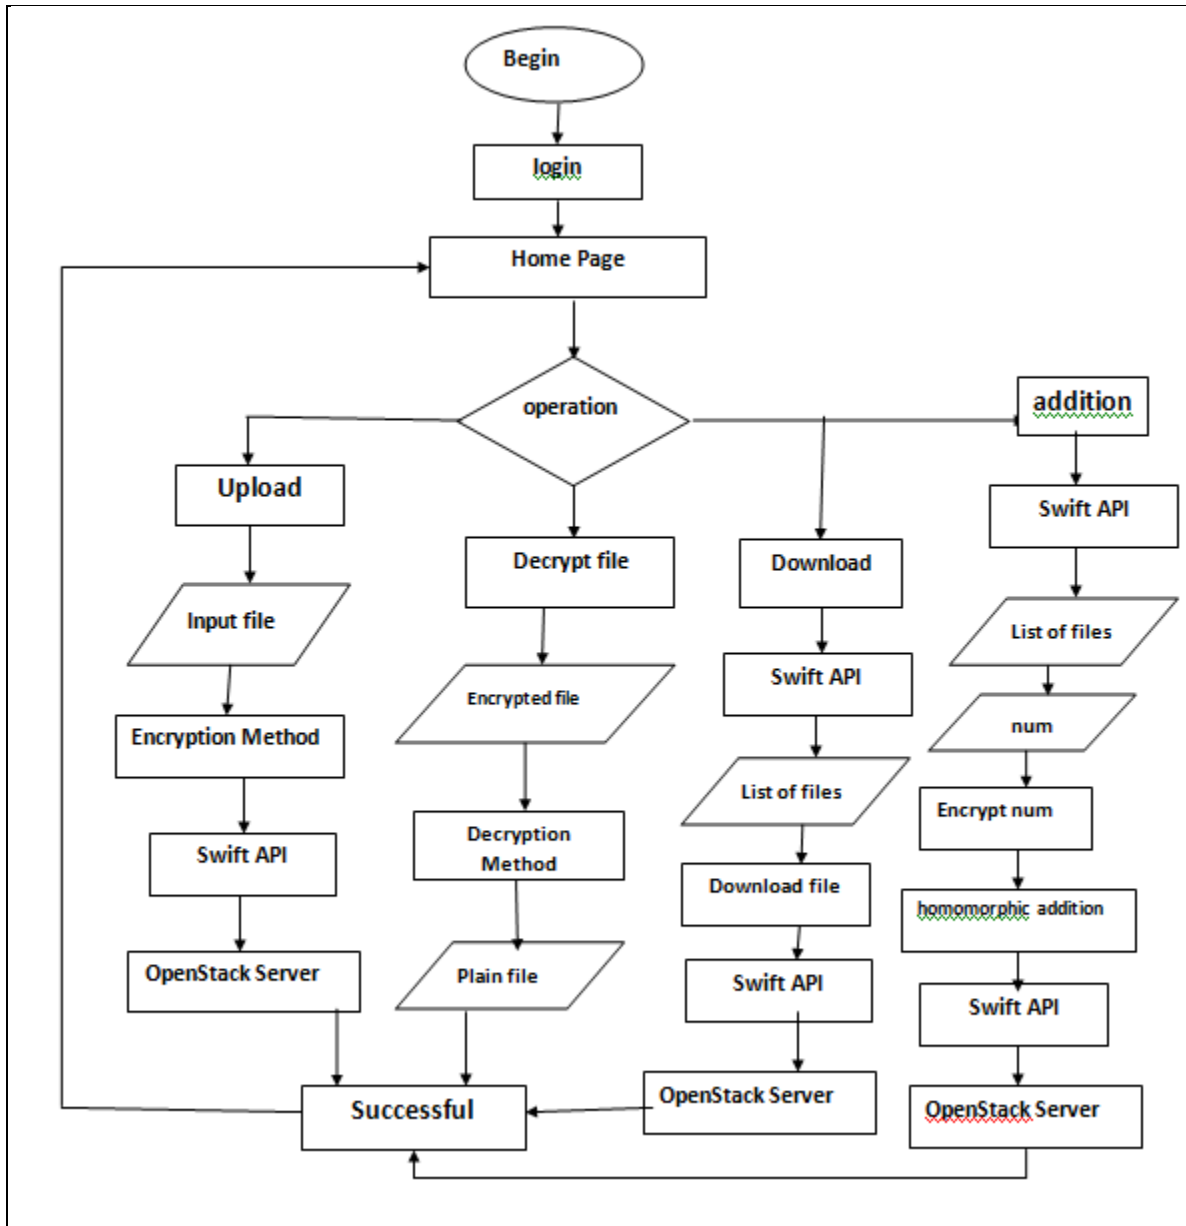 Begin
login
Home Page
operation
Upload
Input file
Encryption Method
Swift API
OpenStack Server
Decrypt file
Encrypted file
Decryption
Method
Plain file
Download
Swift API
List of files
Download file
Swift API
OpenStack Server
addition
Swift API
List of files
num
Encrypt num
homomorphic addition
Swift API
OpenStack Server
Successful